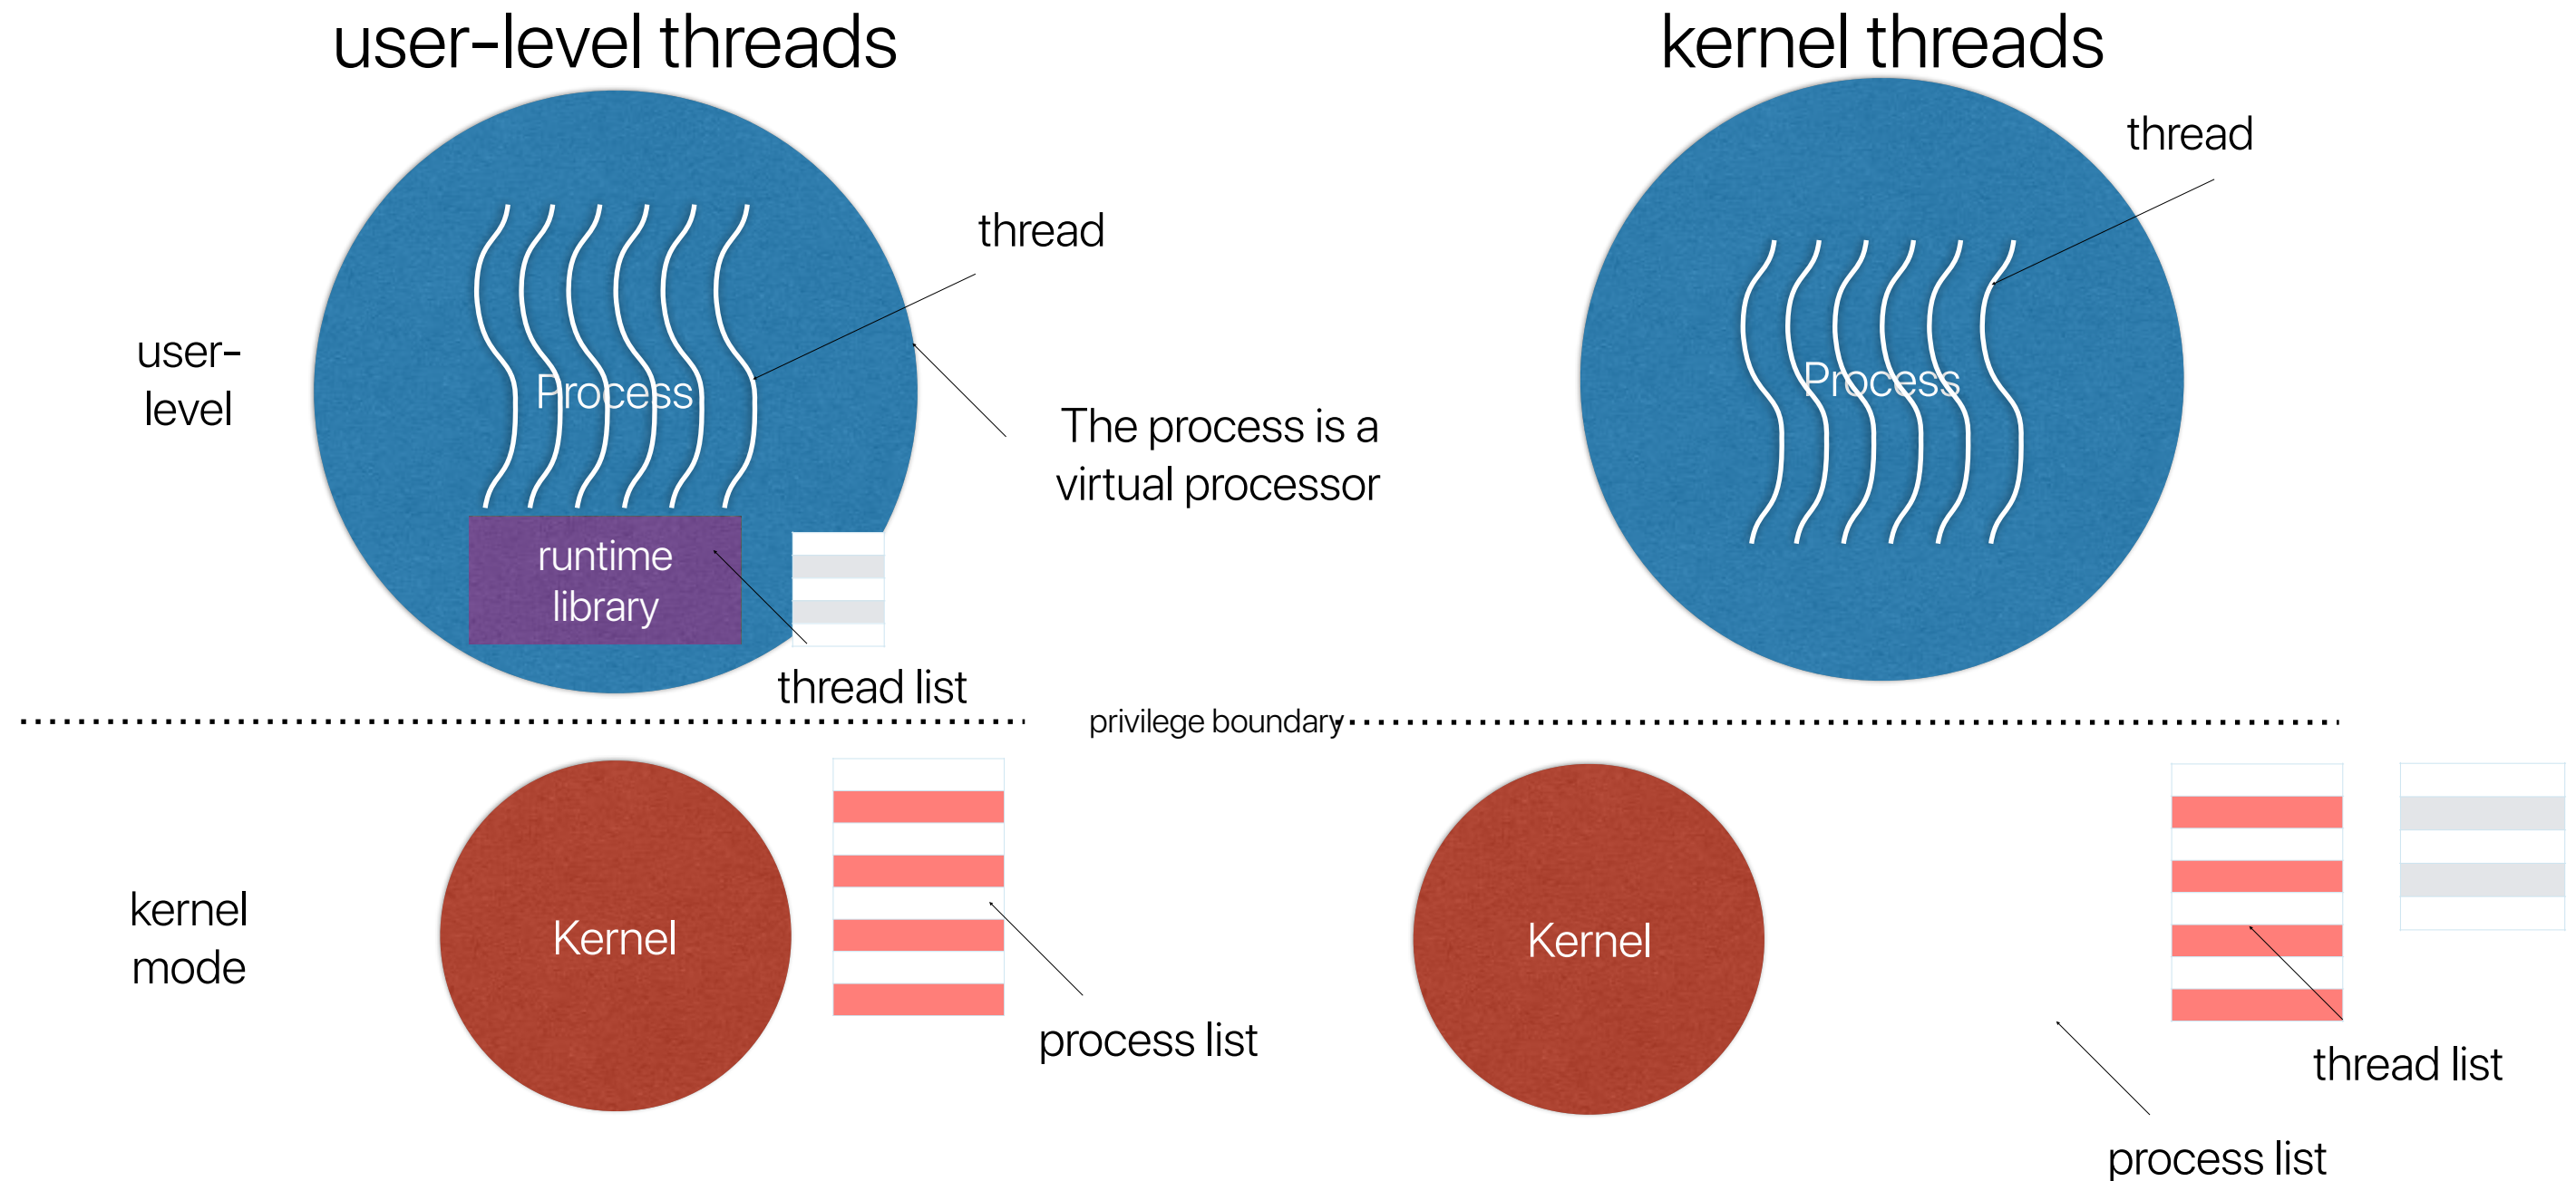 user-level threads
kernel threads
thread
thread
user-
level
Process
Process
The process is a
virtual processor
runtime
library
thread list
privilege boundary
kernel
mode
Kernel
Kernel
process list
thread list
process list